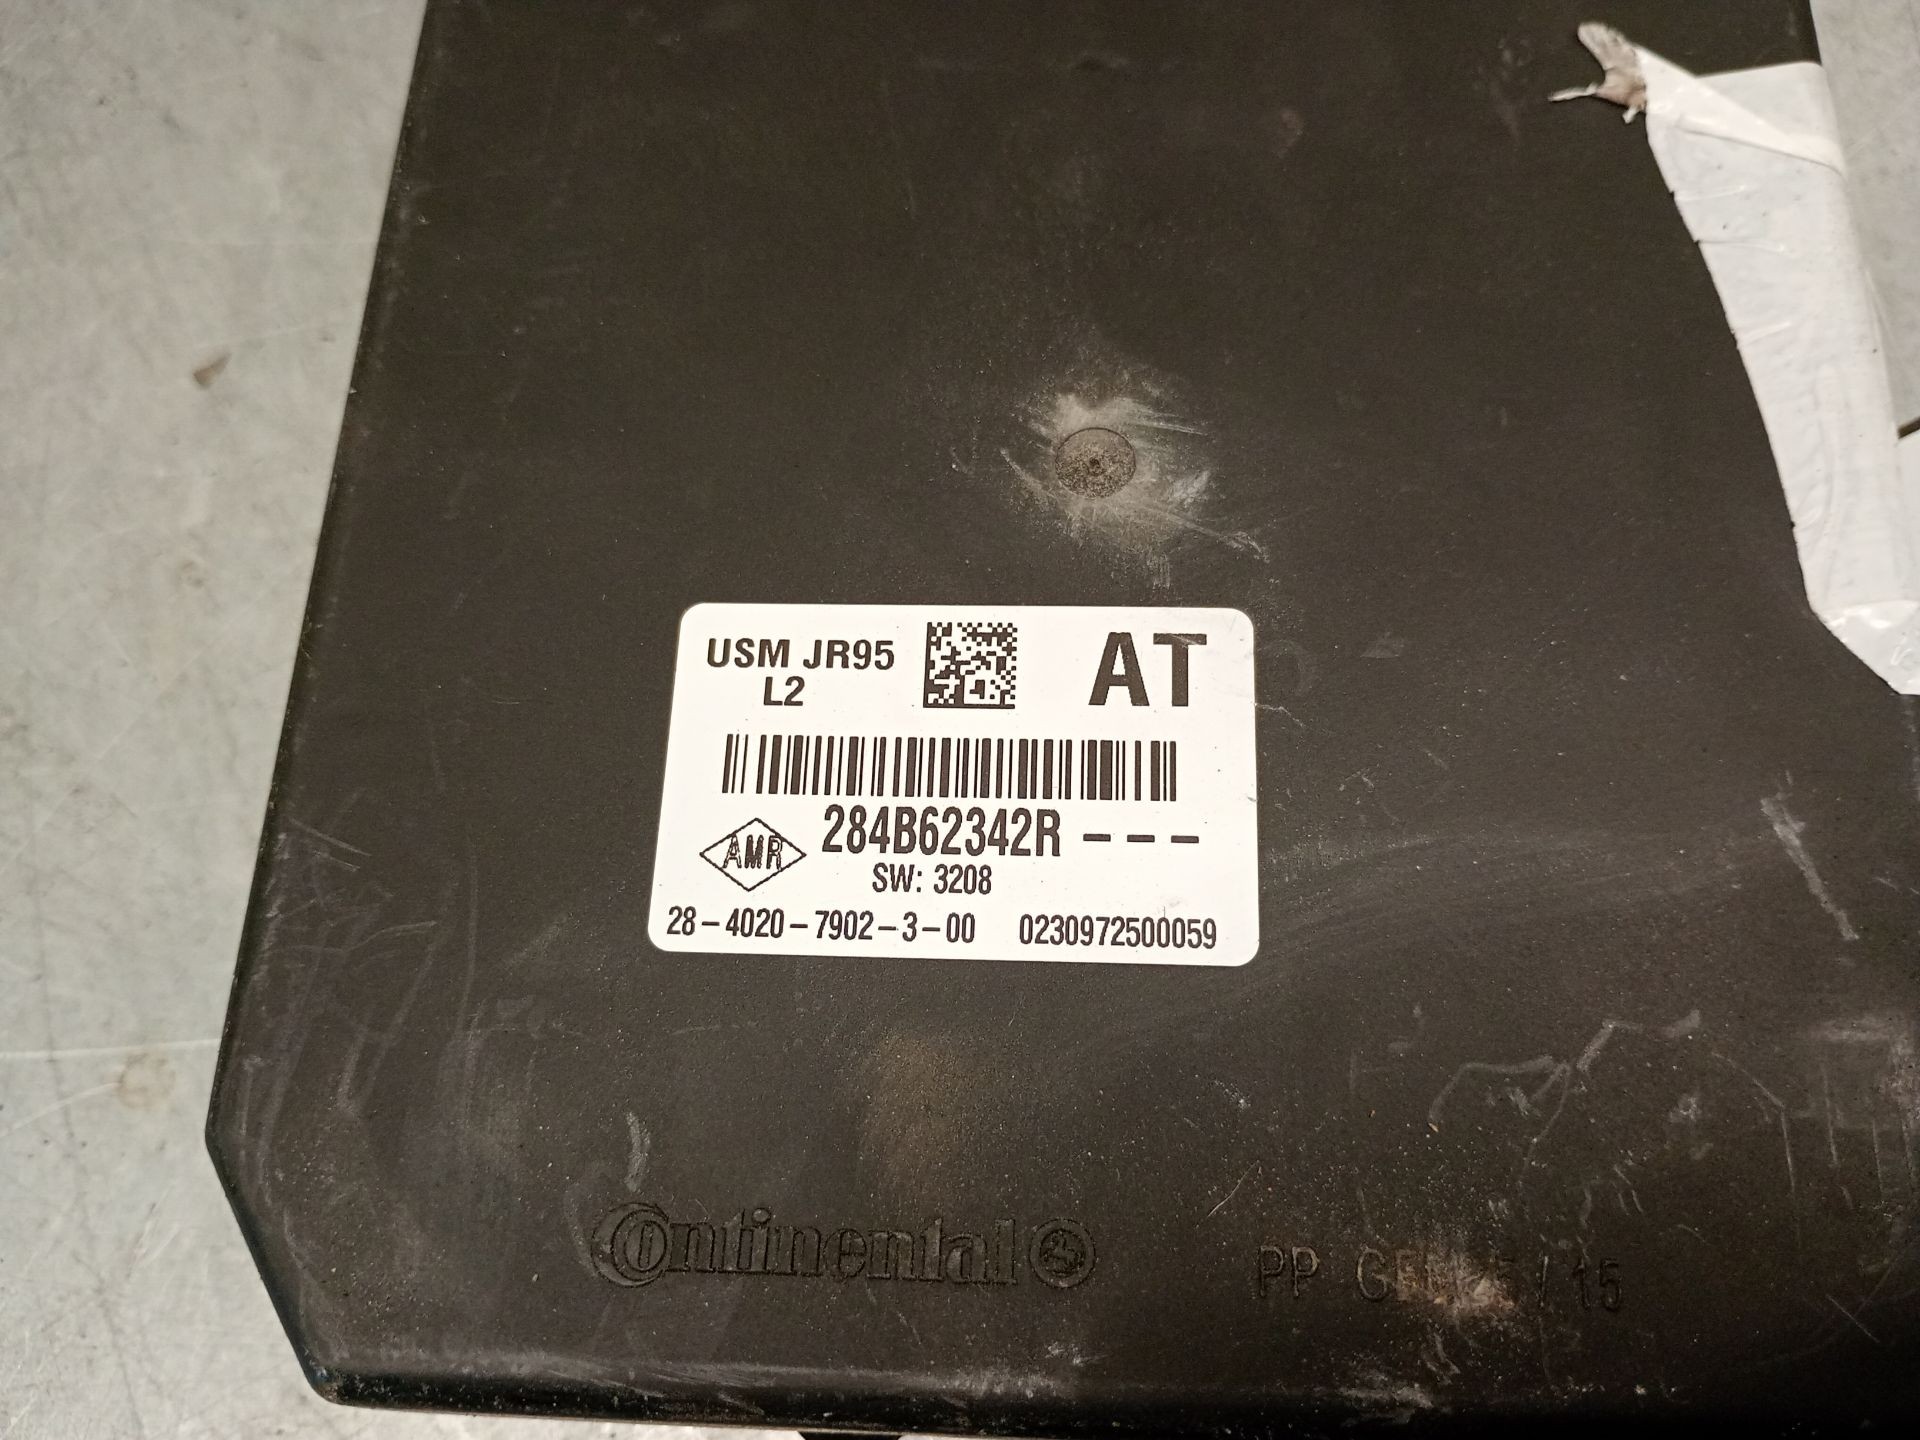 USM JR95
L2
AT
284B62342R - - -
AMR
SW: 3208
28-4020-7902-3-00 0230972500059
Continental
PP /15